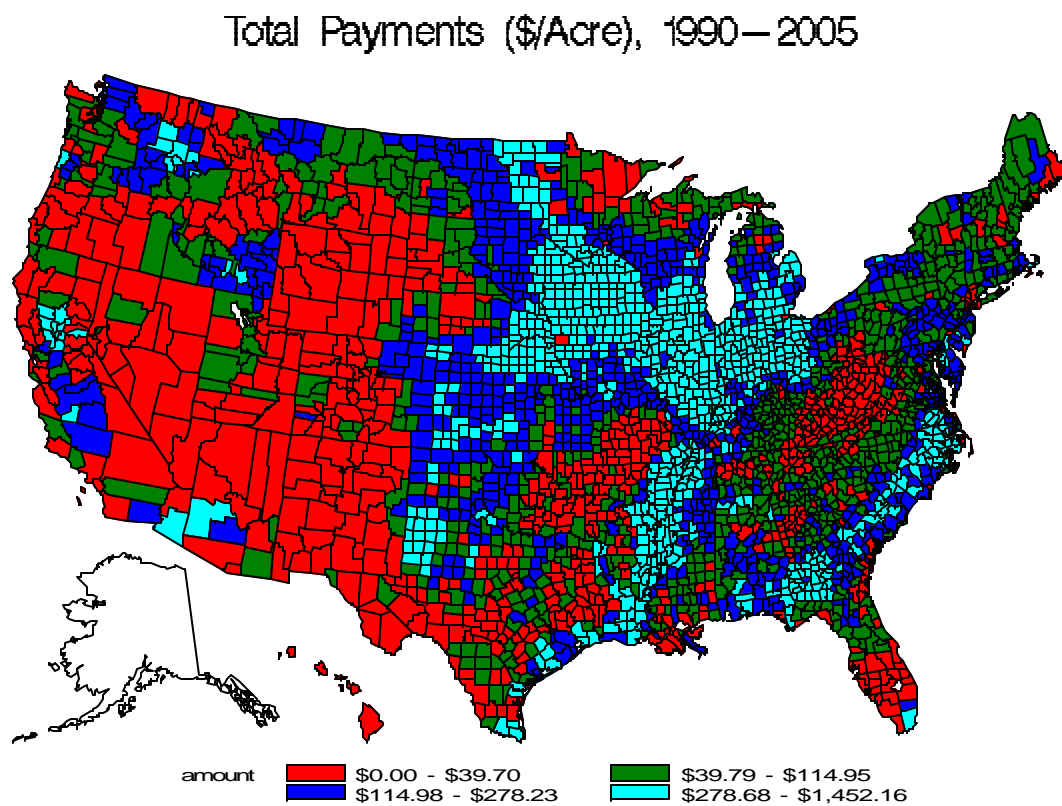 Total Payments ($/Acre), 1990–2005
amount $0.00 - $39.70 $39.79 - $114.95
$114.98 - $278.23 $278.68 - $1,452.16